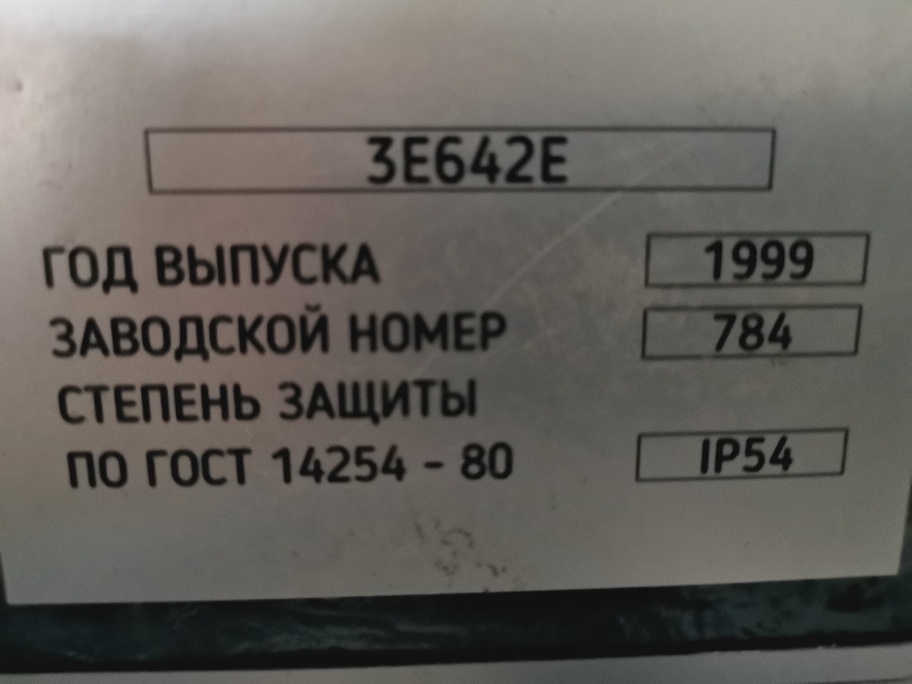 3Е642Е
ГОД ВЫПУСКА 1999
ЗАВОДСКОЙ НОМЕР 784
СТЕПЕНЬ ЗАЩИТЫ
ПО ГОСТ 14254 - 80 IP54